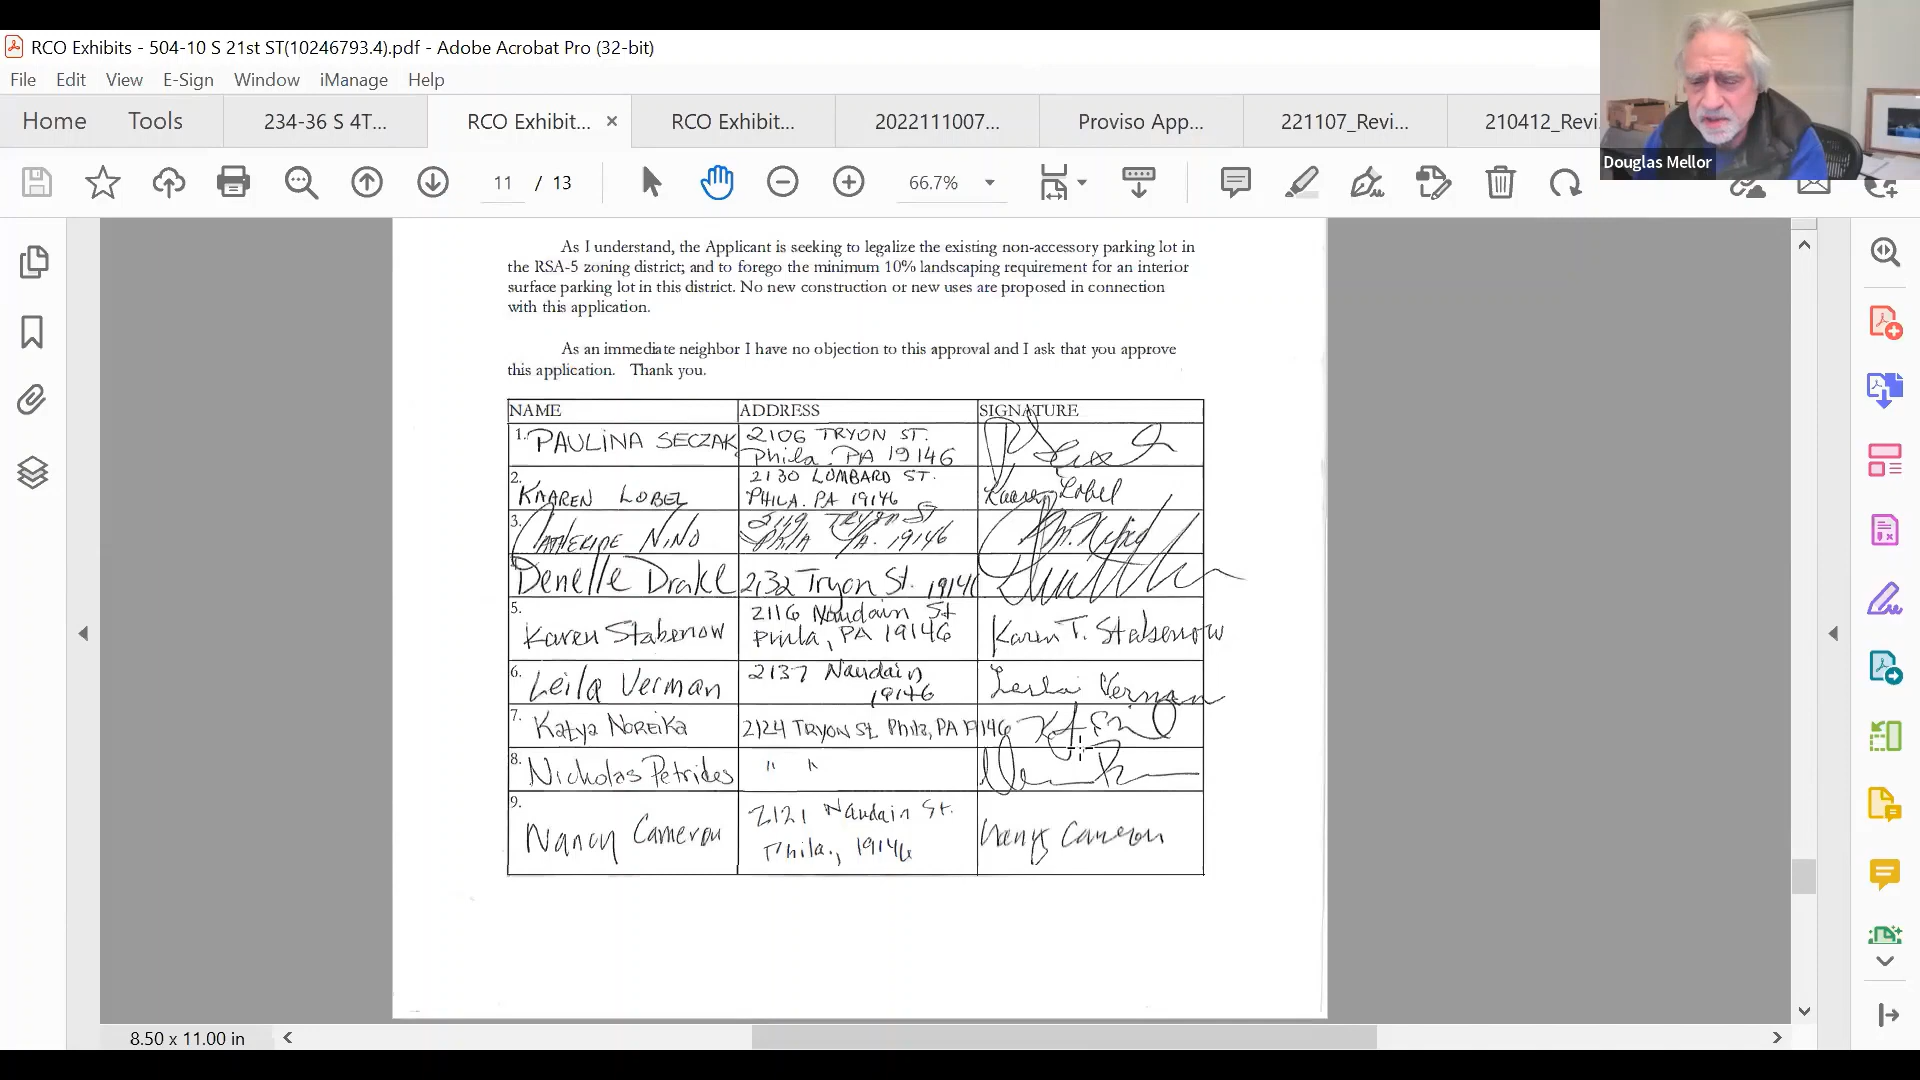 RCO Exhibits - 504-10 S 21st ST(10246793.4).pdf - Adobe Acrobat Pro (32-bit)
File Edit View E-Sign Window iManage Help
Home Tools 234-36 S 4T... RCO Exhibit... × RCO Exhibit... 2022111007... Proviso App... 221107_Revi... 210412_Revi
Douglas Mellor
11 / 13 66.7%
As I understand, the Applicant is seeking to legalize the existing non-accessory parking lot in
the RSA-5 zoning district; and to forego the minimum 10% landscaping requirement for an interior
surface parking lot in this district. No new construction or new uses are proposed in connection
with this application.
As an immediate neighbor I have no objection to this approval and I ask that you approve
this application. Thank you.
NAME ADDRESS SIGNATURE
1. PAULINA SECZAK 2106 TRYON ST.
Phila. PA 19146
2. KAAREN LOBEL 2130 LOMBARD ST.
PHILA. PA 19146 Kaaren Lobel
3. CATHERINE NINO 2119 TRYON ST
PHILA PA. 19146
Denelle Drake 2132 Tryon St. 19146
5. Karen Stabenow 2116 Naudain St
Phila, PA 19146 Karen T. Stabenow
6. Leila Verman 2137 Naudain
19146 Leila Verman
7. Katya Noreika 2124 TRYON St. Phila, PA 19146
8. Nicholas Petrides " "
9. Nancy Cameron 2121 Naudain St.
Phila., 19146 Nancy Cameron
8.50 x 11.00 in